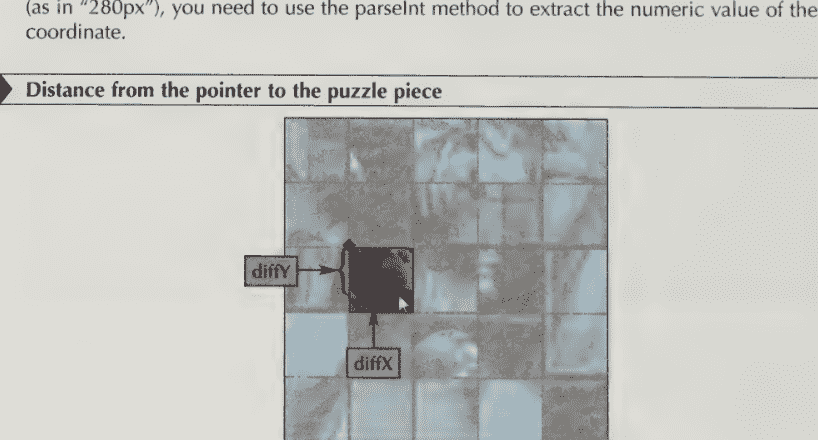 (as in “280px”), you need to use the parseInt method to extract the numeric value of the
coordinate.
Distance from the pointer to the puzzle piece
diffY
diffX